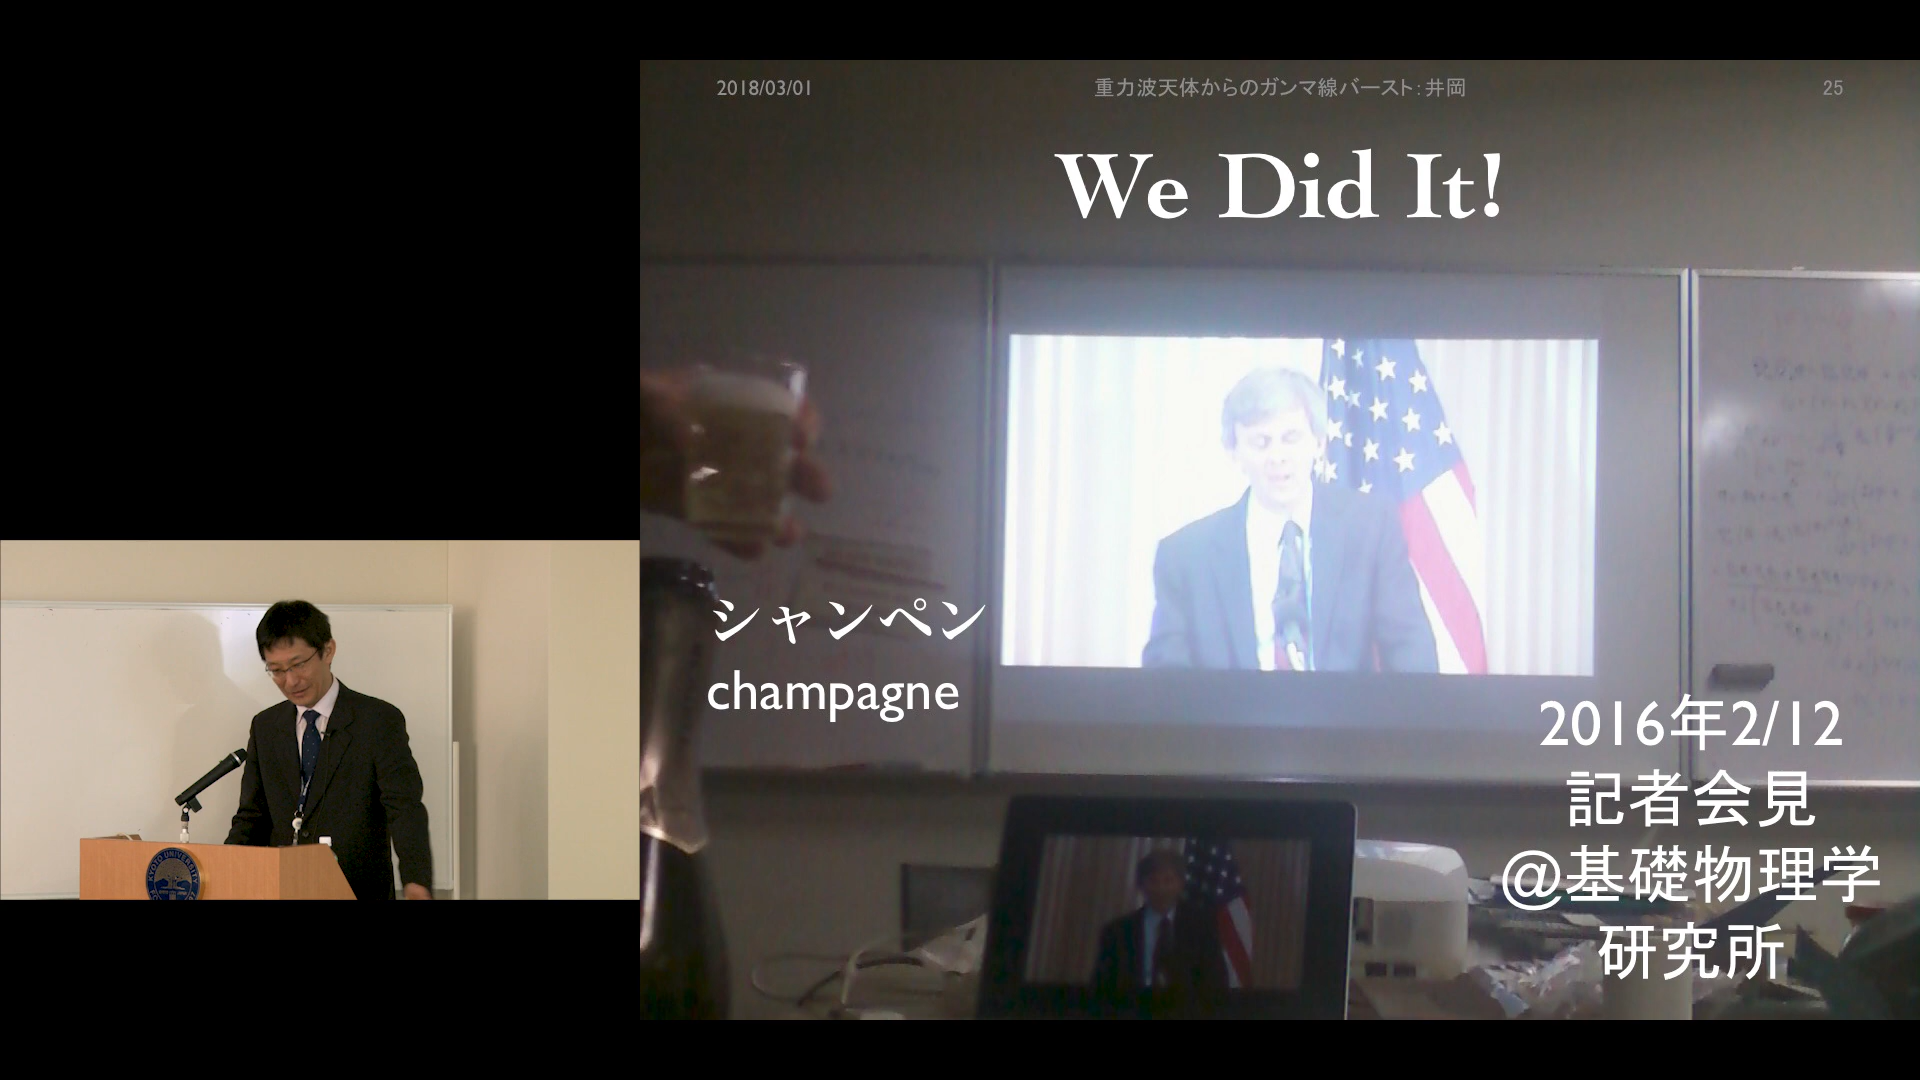 2018/03/01
重力波天体からのガンマ線バースト：井岡
25
We Did It!
シャンペン
champagne
2016年2/12
記者会見
@基礎物理学
研究所
KYOTO UNIVERSITY